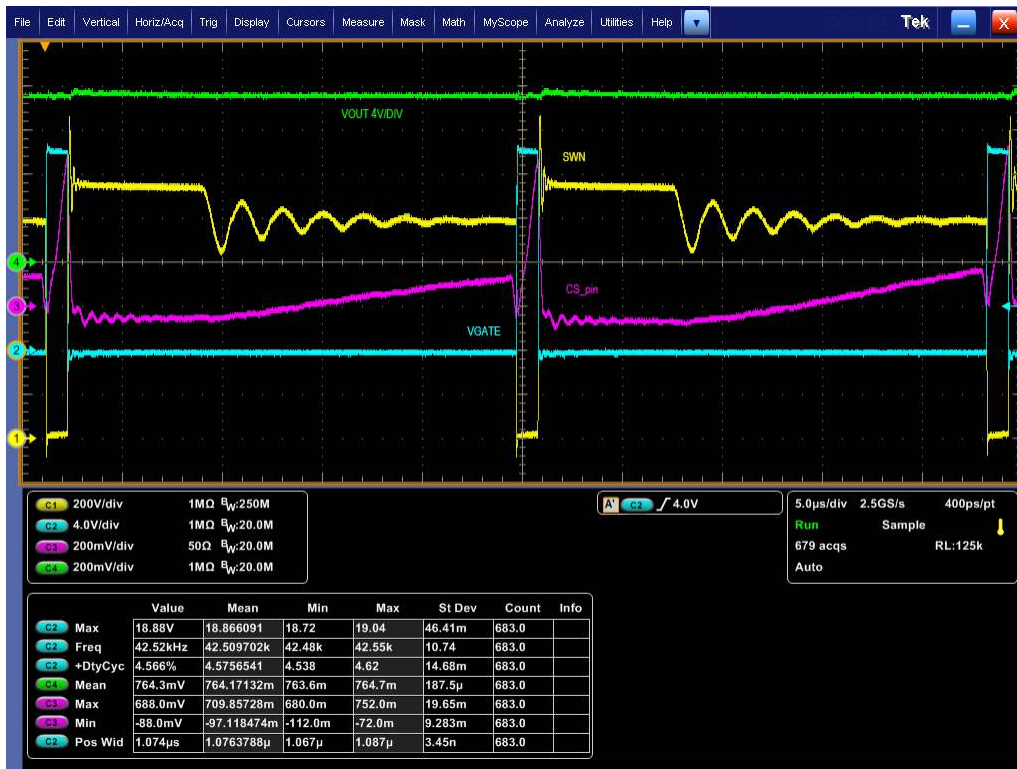 File Edit Vertical Horiz/Acq Trig Display Cursors Measure Mask Math MyScope Analyze Utilities Help Tek X
VOUT 4V/DIV
SWN
4
CS_pin
3
VGATE
2
1
C1 200V/div 1MΩ BW:250M
C2 4.0V/div 1MΩ BW:20.0M
C3 200mV/div 50Ω BW:20.0M
C4 200mV/div 1MΩ BW:20.0M
A' C2 4.0V
5.0µs/div 2.5GS/s 400ps/pt
Run Sample
679 acqs RL:125k
Auto
Value Mean Min Max St Dev Count Info
C2 Max 18.88V 18.866091 18.72 19.04 46.41m 683.0
C2 Freq 42.52kHz 42.509702k 42.48k 42.55k 10.74 683.0
C2 +DtyCyc 4.566% 4.5756541 4.538 4.62 14.68m 683.0
C4 Mean 764.3mV 764.17132m 763.6m 764.7m 187.5µ 683.0
C3 Max 688.0mV 709.85728m 680.0m 752.0m 19.65m 683.0
C3 Min -88.0mV -97.118474m -112.0m -72.0m 9.283m 683.0
C2 Pos Wid 1.074µs 1.0763788µ 1.067µ 1.087µ 3.45n 683.0